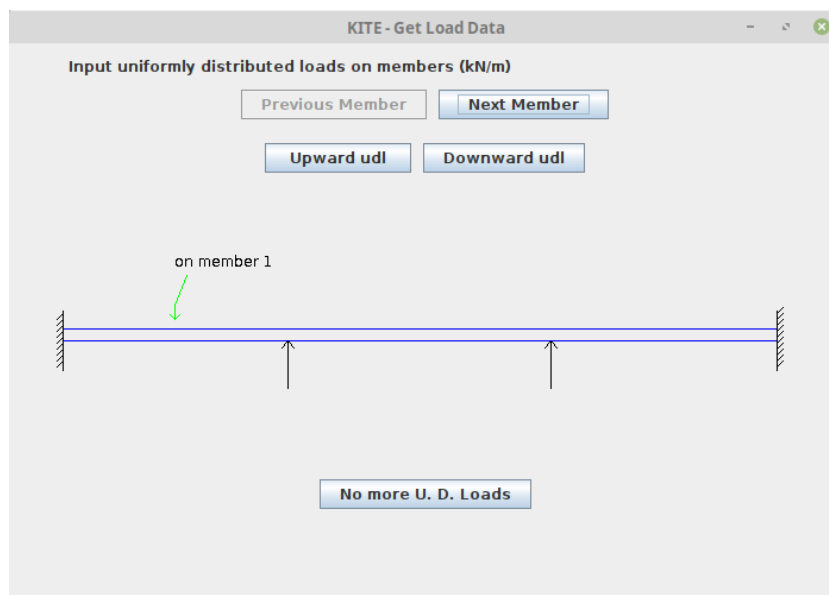 KITE - Get Load Data
Input uniformly distributed loads on members (kN/m)
Previous Member Next Member
Upward udl Downward udl
on member 1
No more U. D. Loads